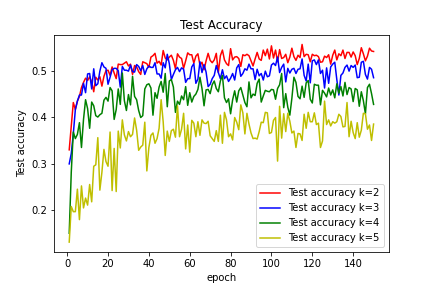 Test Accuracy
Test accuracy
0.5
0.4
0.3
0.2
0 20 40 60 80 100 120 140
epoch
Test accuracy k=2
Test accuracy k=3
Test accuracy k=4
Test accuracy k=5